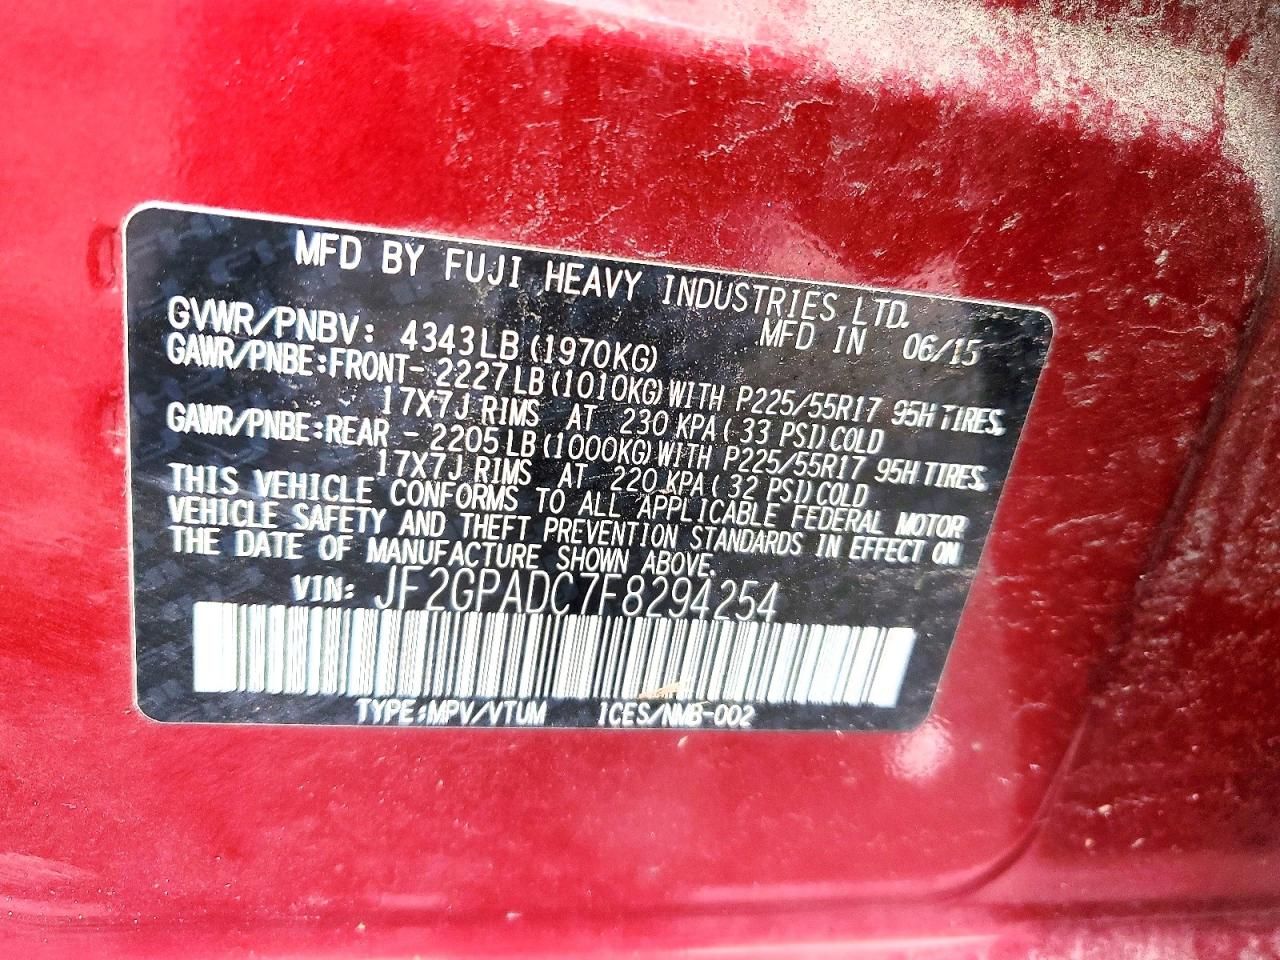 MFD BY FUJI HEAVY INDUSTRIES LTD.
MFD IN 06/15
GVWR/PNBV: 4343LB (1970KG)
GAWR/PNBE:FRONT- 2227LB(1010KG)WITH P225/55R17 95H TIRES,
17X7J RIMS AT 230 KPA( 33 PSI)COLD
GAWR/PNBE:REAR - 2205LB(1000KG)WITH P225/55R17 95H TIRES,
17X7J RIMS AT 220 KPA( 32 PSI)COLD
THIS VEHICLE CONFORMS TO ALL APPLICABLE FEDERAL MOTOR
VEHICLE SAFETY AND THEFT PREVENTION STANDARDS IN EFFECT ON
THE DATE OF MANUFACTURE SHOWN ABOVE.
VIN: JF2GPADC7F8294254
TYPE:MPV/VTUM ICES/NMB-002